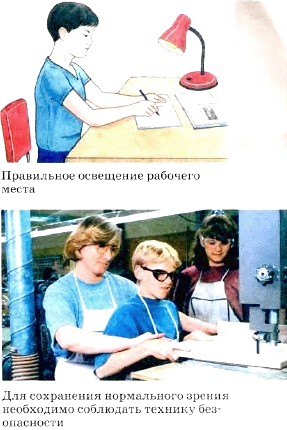 Правильное освещение рабочего
места
Для сохранения нормального зрения
необходимо соблюдать технику без-
опасности